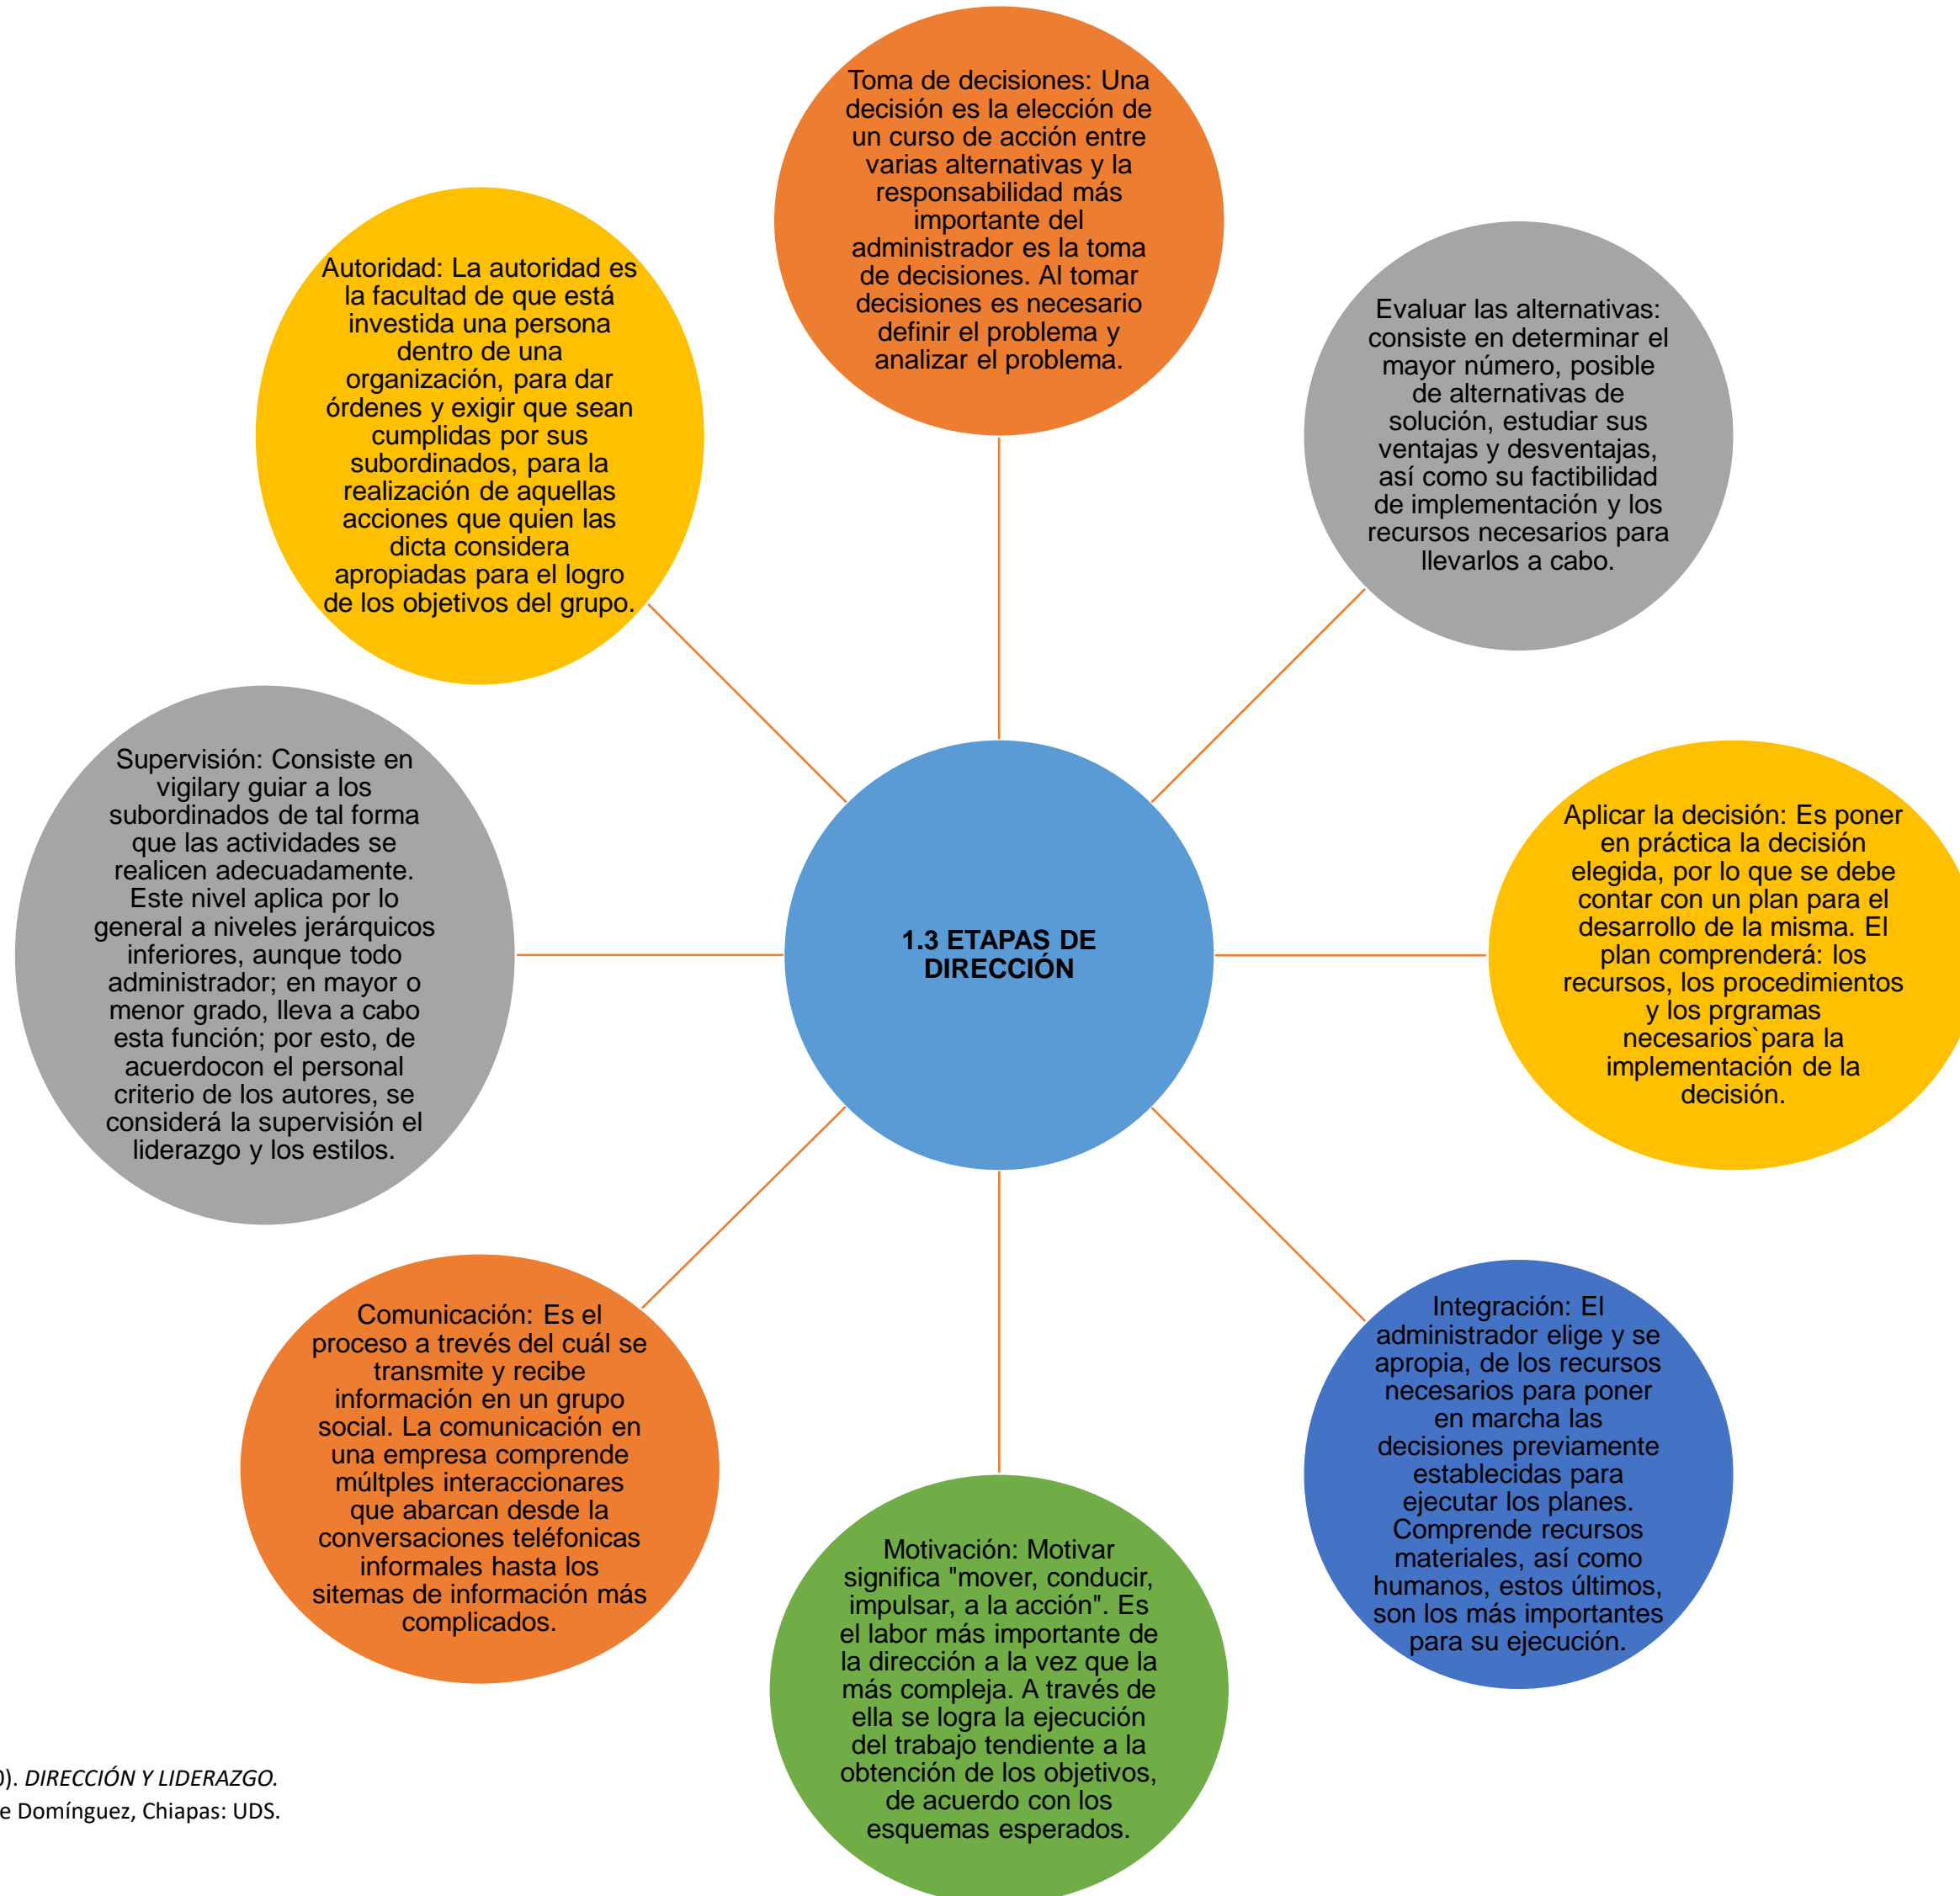 Toma de decisiones: Una
decisión es la elección de
un curso de acción entre
varias alternativas y la
responsabilidad más
importante del
administrador es la toma
de decisiones. Al tomar
decisiones es necesario
definir el problema y
analizar el problema.
Evaluar las alternativas:
consiste en determinar el
mayor número, posible
de alternativas de
solución, estudiar sus
ventajas y desventajas,
así como su factibilidad
de implementación y los
recursos necesarios para
llevarlos a cabo.
Aplicar la decisión: Es poner
en práctica la decisión
elegida, por lo que se debe
contar con un plan para el
desarrollo de la misma. El
plan comprenderá: los
recursos, los procedimientos
y los prgramas
necesarios`para la
implementación de la
decisión.
Integración: El
administrador elige y se
apropia, de los recursos
necesarios para poner
en marcha las
decisiones previamente
establecidas para
ejecutar los planes.
Comprende recursos
materiales, así como
humanos, estos últimos,
son los más importantes
para su ejecución.
Motivación: Motivar
significa "mover, conducir,
impulsar, a la acción". Es
el labor más importante de
la dirección a la vez que la
más compleja. A través de
ella se logra la ejecución
del trabajo tendiente a la
obtención de los objetivos,
de acuerdo con los
esquemas esperados.
Comunicación: Es el
proceso a trevés del cuál se
transmite y recibe
información en un grupo
social. La comunicación en
una empresa comprende
múltples interaccionares
que abarcan desde la
conversaciones teléfonicas
informales hasta los
sitemas de información más
complicados.
Supervisión: Consiste en
vigilary guiar a los
subordinados de tal forma
que las actividades se
realicen adecuadamente.
Este nivel aplica por lo
general a niveles jerárquicos
inferiores, aunque todo
administrador; en mayor o
menor grado, lleva a cabo
esta función; por esto, de
acuerdocon el personal
criterio de los autores, se
considerá la supervisión el
liderazgo y los estilos.
Autoridad: La autoridad es
la facultad de que está
investida una persona
dentro de una
organización, para dar
órdenes y exigir que sean
cumplidas por sus
subordinados, para la
realización de aquellas
acciones que quien las
dicta considera
apropiadas para el logro
de los objetivos del grupo.
1.3 ETAPAS DE
DIRECCIÓN
). DIRECCIÓN Y LIDERAZGO.
e Domínguez, Chiapas: UDS.